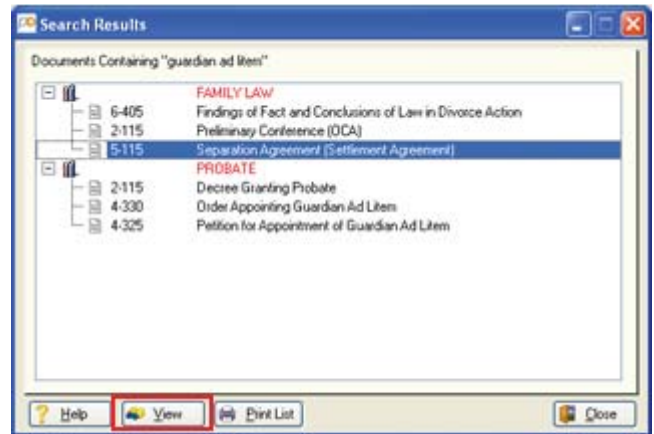 Search Results
Documents Containing "guardian ad litem"
FAMILY LAW
6-405 Findings of Fact and Conclusions of Law in Divorce Action
2-115 Preliminary Conference (OCA)
5-115 Separation Agreement (Settlement Agreement)
PROBATE
2-115 Decree Granting Probate
4-330 Order Appointing Guardian Ad Litem
4-325 Petition for Appointment of Guardian Ad Litem
Help View Print List Close